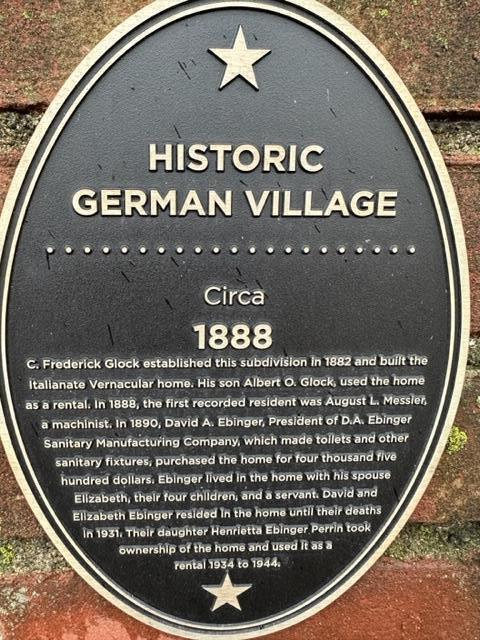 HISTORIC
GERMAN VILLAGE
Circa
1888
C. Frederick Glock established this subdivision in 1882 and built the
Italianate Vernacular home. His son Albert O. Glock, used the home
as a rental. In 1888, the first recorded resident was August L. Messier,
a machinist. In 1890, David A. Ebinger, President of D.A. Ebinger
Sanitary Manufacturing Company, which made toilets and other
sanitary fixtures, purchased the home for four thousand five
hundred dollars. Ebinger lived in the home with his spouse
Elizabeth, their four children, and a servant. David and
Elizabeth Ebinger resided in the home until their deaths
in 1931. Their daughter Henrietta Ebinger Perrin took
ownership of the home and used it as a
rental 1934 to 1944.